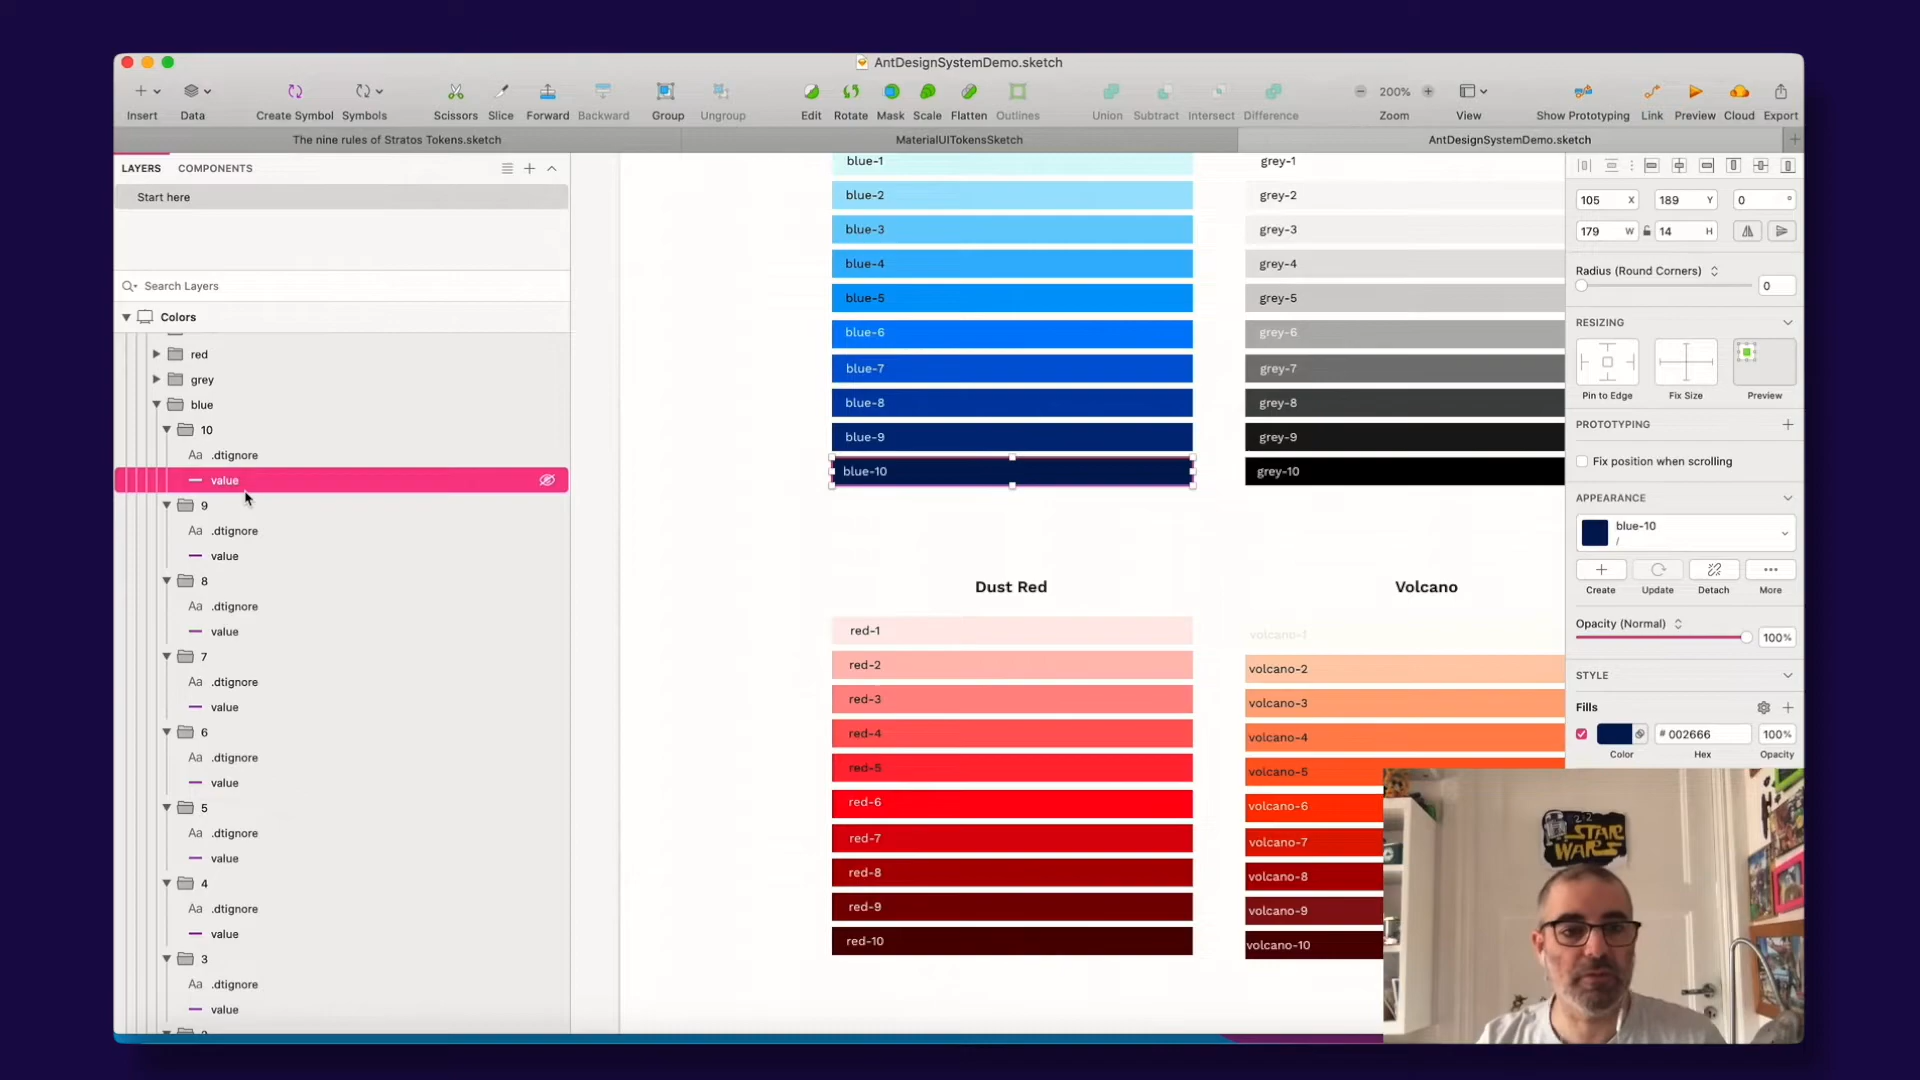 AntDesignSystemDemo.sketch
Insert
Data
Create Symbol
Symbols
Scissors
Slice
Forward
Backward
Group
Ungroup
Edit
Rotate
Mask
Scale
Flatten
Outlines
Union
Subtract
Intersect
Difference
200%
Zoom
View
Show Prototyping
Link
Preview
Cloud
Export
The nine rules of Stratos Tokens.sketch
MaterialUITokensSketch
AntDesignSystemDemo.sketch
LAYERS
COMPONENTS
Start here
Search Layers
Colors
red
grey
blue
10
Aa .dtignore
value
9
Aa .dtignore
value
8
Aa .dtignore
value
7
Aa .dtignore
value
6
Aa .dtignore
value
5
Aa .dtignore
value
4
Aa .dtignore
value
3
Aa .dtignore
value
blue-1
blue-2
blue-3
blue-4
blue-5
blue-6
blue-7
blue-8
blue-9
blue-10
grey-1
grey-2
grey-3
grey-4
grey-5
grey-6
grey-7
grey-8
grey-9
grey-10
Dust Red
red-1
red-2
red-3
red-4
red-5
red-6
red-7
red-8
red-9
red-10
Volcano
volcano-1
volcano-2
volcano-3
volcano-4
volcano-5
volcano-6
volcano-7
volcano-8
volcano-9
volcano-10
105 X
189 Y
0 °
179 W
14 H
Radius (Round Corners)
0
RESIZING
Pin to Edge
Fix Size
Preview
PROTOTYPING
Fix position when scrolling
APPEARANCE
blue-10
/
Create
Update
Detach
More
Opacity (Normal)
100%
STYLE
Fills
# 002666
100%
Color
Hex
Opacity
STAR
WARS